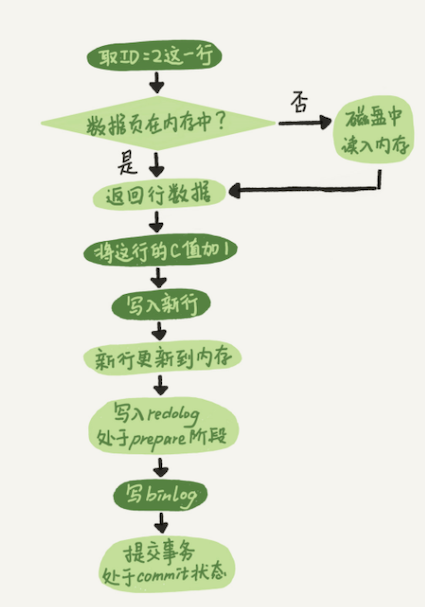 取ID=2这一行
数据页在内存中?
否
磁盘中
读入内存
是
返回行数据
将这行的C值加1
写入新行
新行更新到内存
写入redolog
处于prepare阶段
写binlog
提交事务
处于commit状态